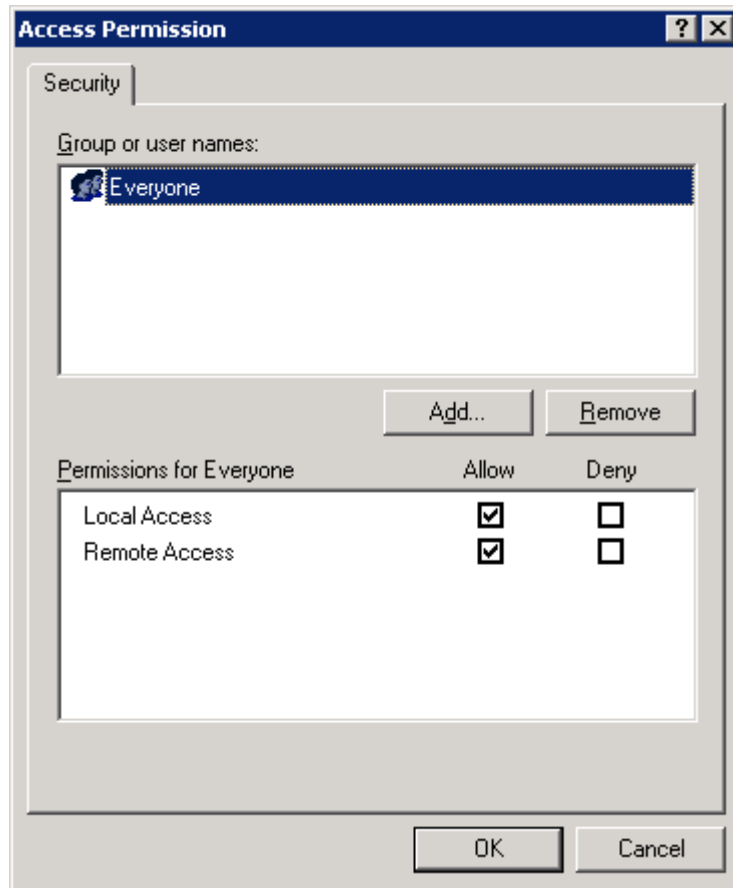 Access Permission
Security
Group or user names:
Everyone
Add... Remove
Permissions for Everyone Allow Deny
Local Access
Remote Access
OK Cancel